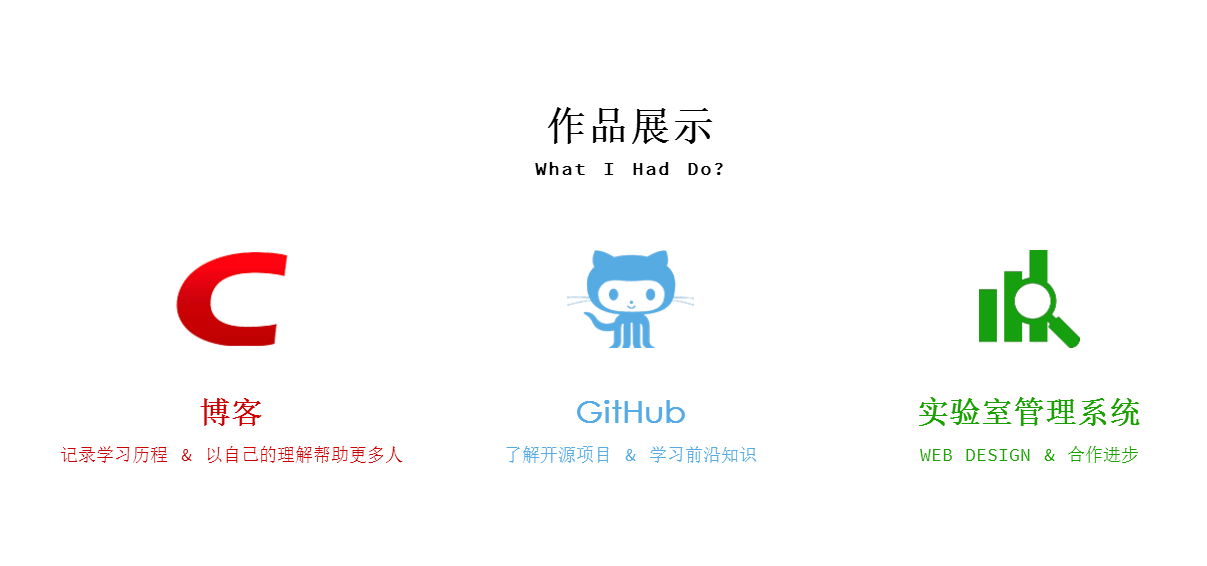 作品展示
What I Had Do?
博客
记录学习历程 & 以自己的理解帮助更多人
GitHub
了解开源项目 & 学习前沿知识
实验室管理系统
WEB DESIGN & 合作进步